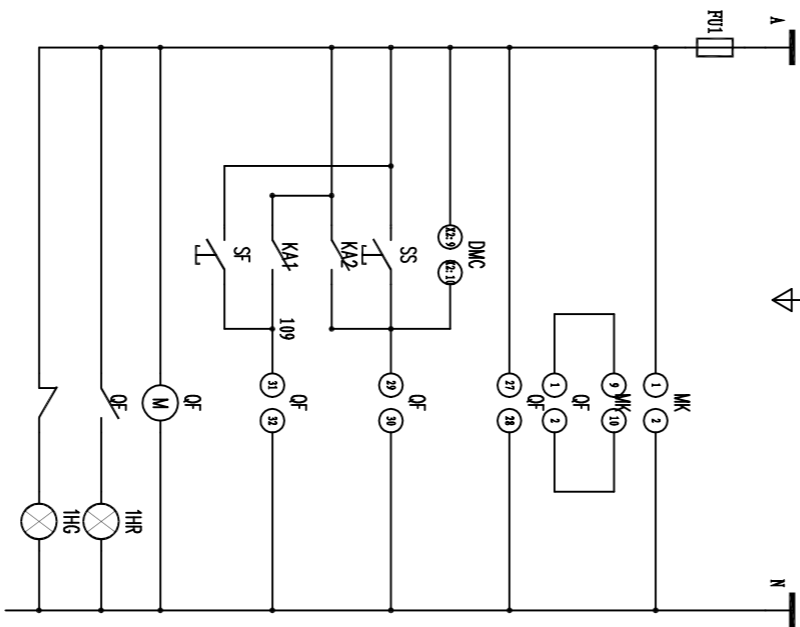 A
FU1
N
MK
1
2
MK
9
10
QF
1
2
QF
27
28
DMC
X2:9
X2:10
SS
QF
29
30
KA2
KA1
109
QF
31
32
SF
QF
M
QF
1HR
1HG